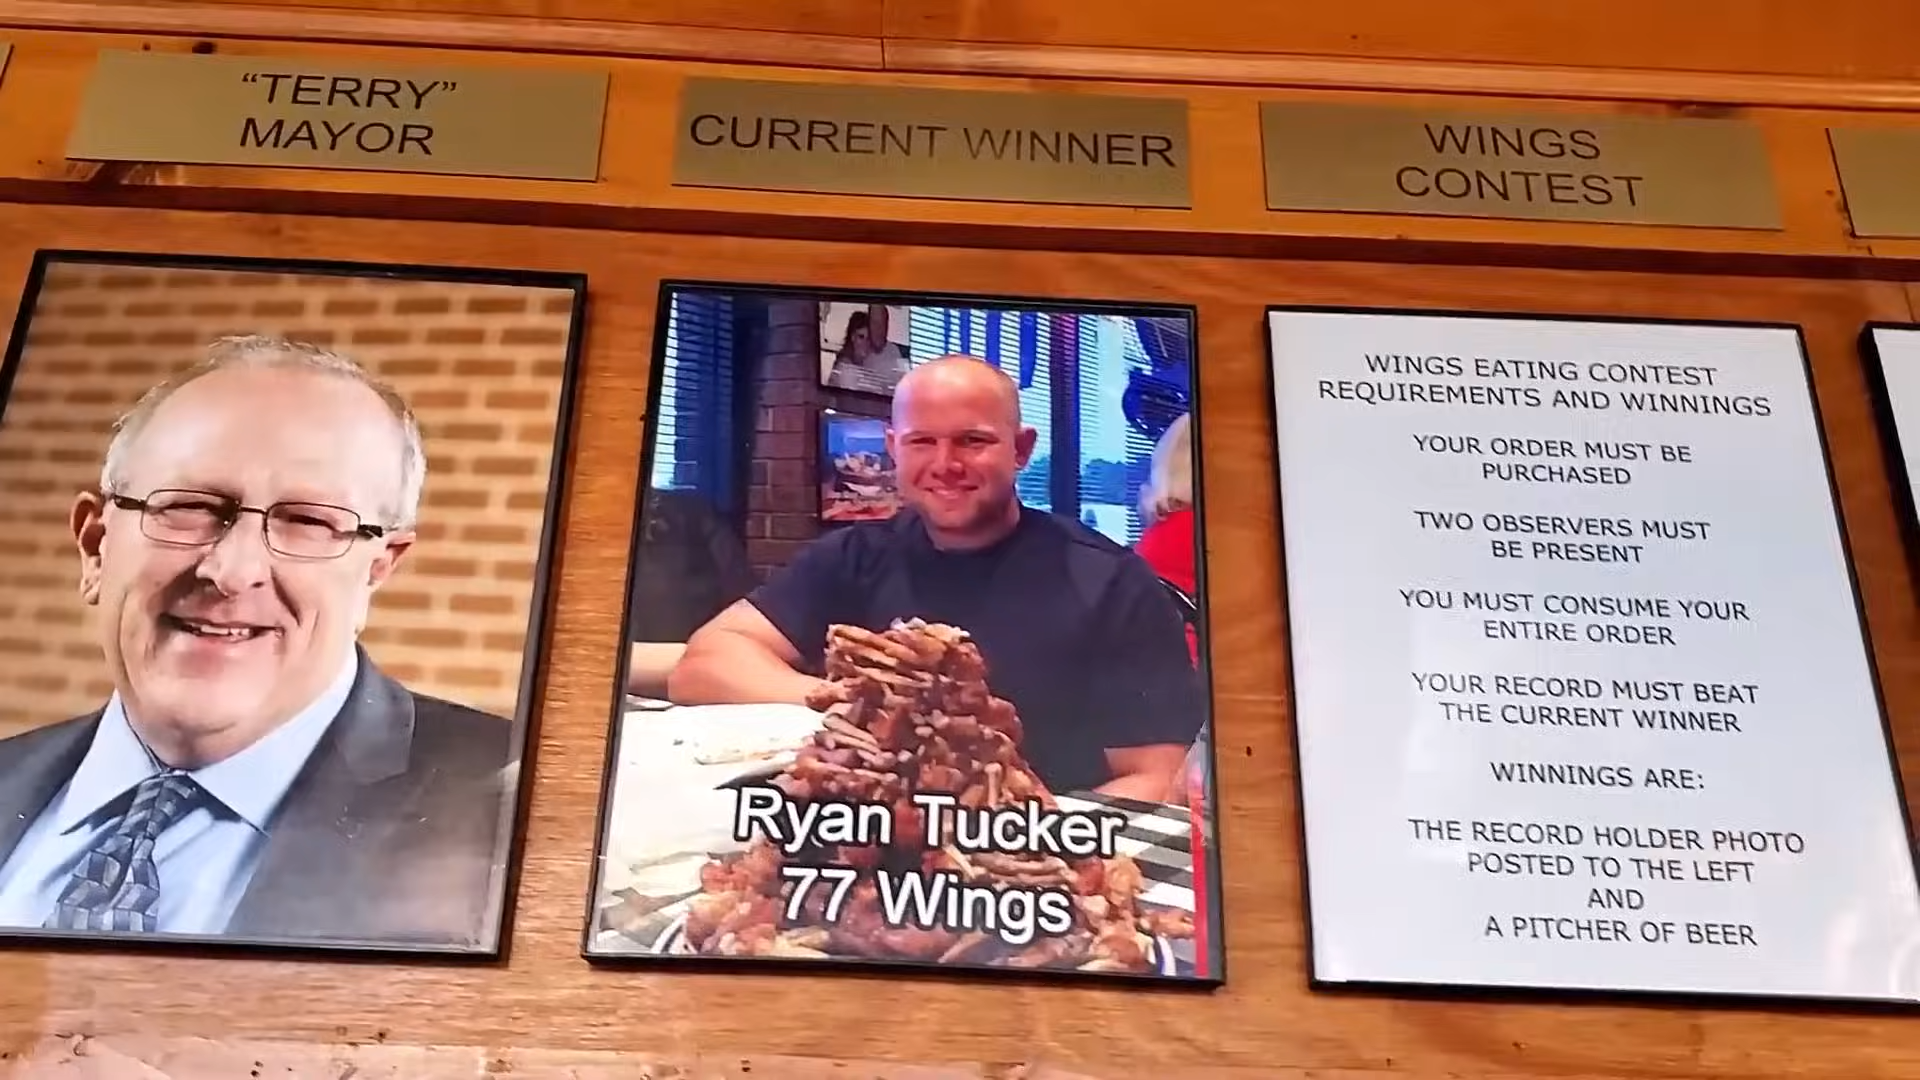 “TERRY”
MAYOR
CURRENT WINNER
WINGS
CONTEST
Ryan Tucker
77 Wings
WINGS EATING CONTEST
REQUIREMENTS AND WINNINGS
YOUR ORDER MUST BE
PURCHASED
TWO OBSERVERS MUST
BE PRESENT
YOU MUST CONSUME YOUR
ENTIRE ORDER
YOUR RECORD MUST BEAT
THE CURRENT WINNER
WINNINGS ARE:
THE RECORD HOLDER PHOTO
POSTED TO THE LEFT
AND
A PITCHER OF BEER